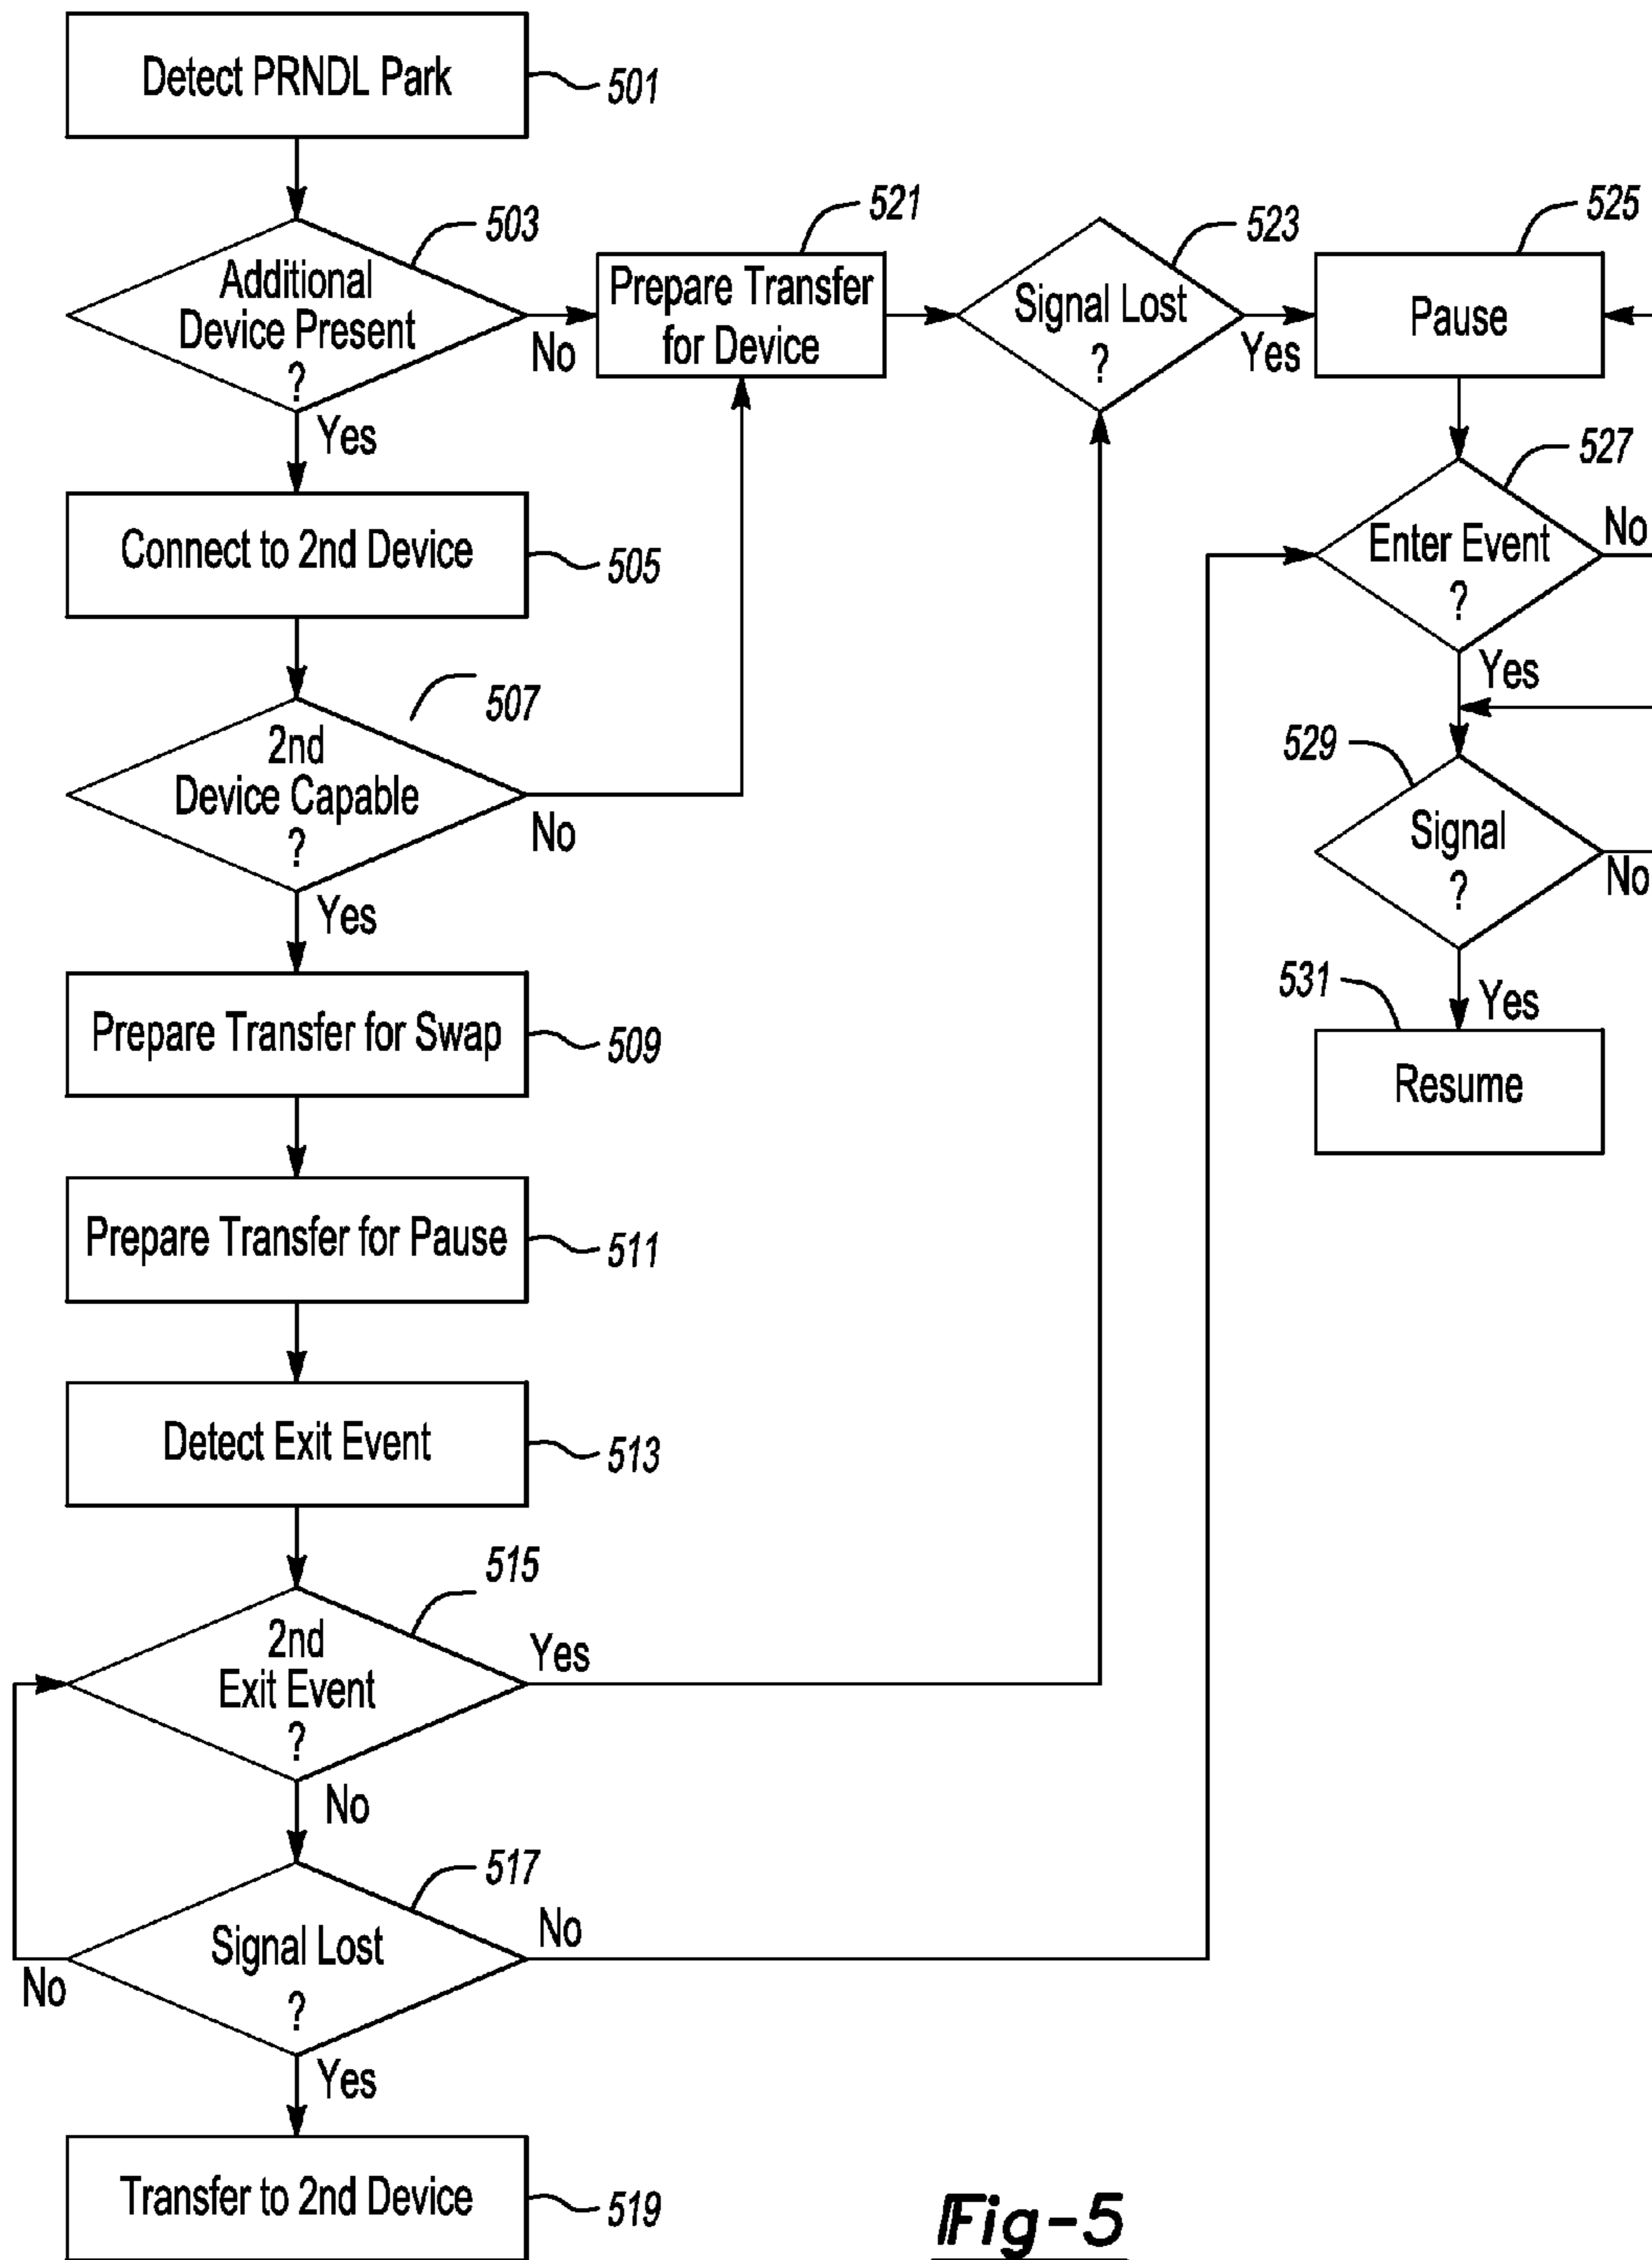 Detect PRNDL Park
501
Additional
Device Present
?
503
No
Yes
Connect to 2nd Device
505
2nd
Device Capable
?
507
No
Yes
Prepare Transfer for Swap
509
Prepare Transfer for Pause
511
Detect Exit Event
513
2nd
Exit Event
?
515
Yes
No
Signal Lost
?
517
No
No
Yes
Transfer to 2nd Device
519
Prepare Transfer
for Device
521
Signal Lost
?
523
Yes
Pause
525
Enter Event
?
527
No
Yes
Signal
?
529
No
Yes
Resume
531
Fig-5